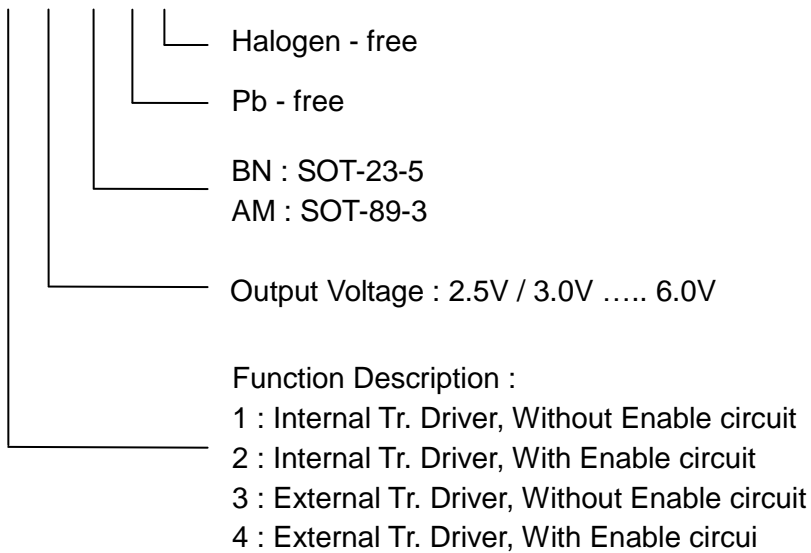 Halogen - free
Pb - free
BN : SOT-23-5
AM : SOT-89-3
Output Voltage : 2.5V / 3.0V ….. 6.0V
Function Description :
1 : Internal Tr. Driver, Without Enable circuit
2 : Internal Tr. Driver, With Enable circuit
3 : External Tr. Driver, Without Enable circuit
4 : External Tr. Driver, With Enable circui